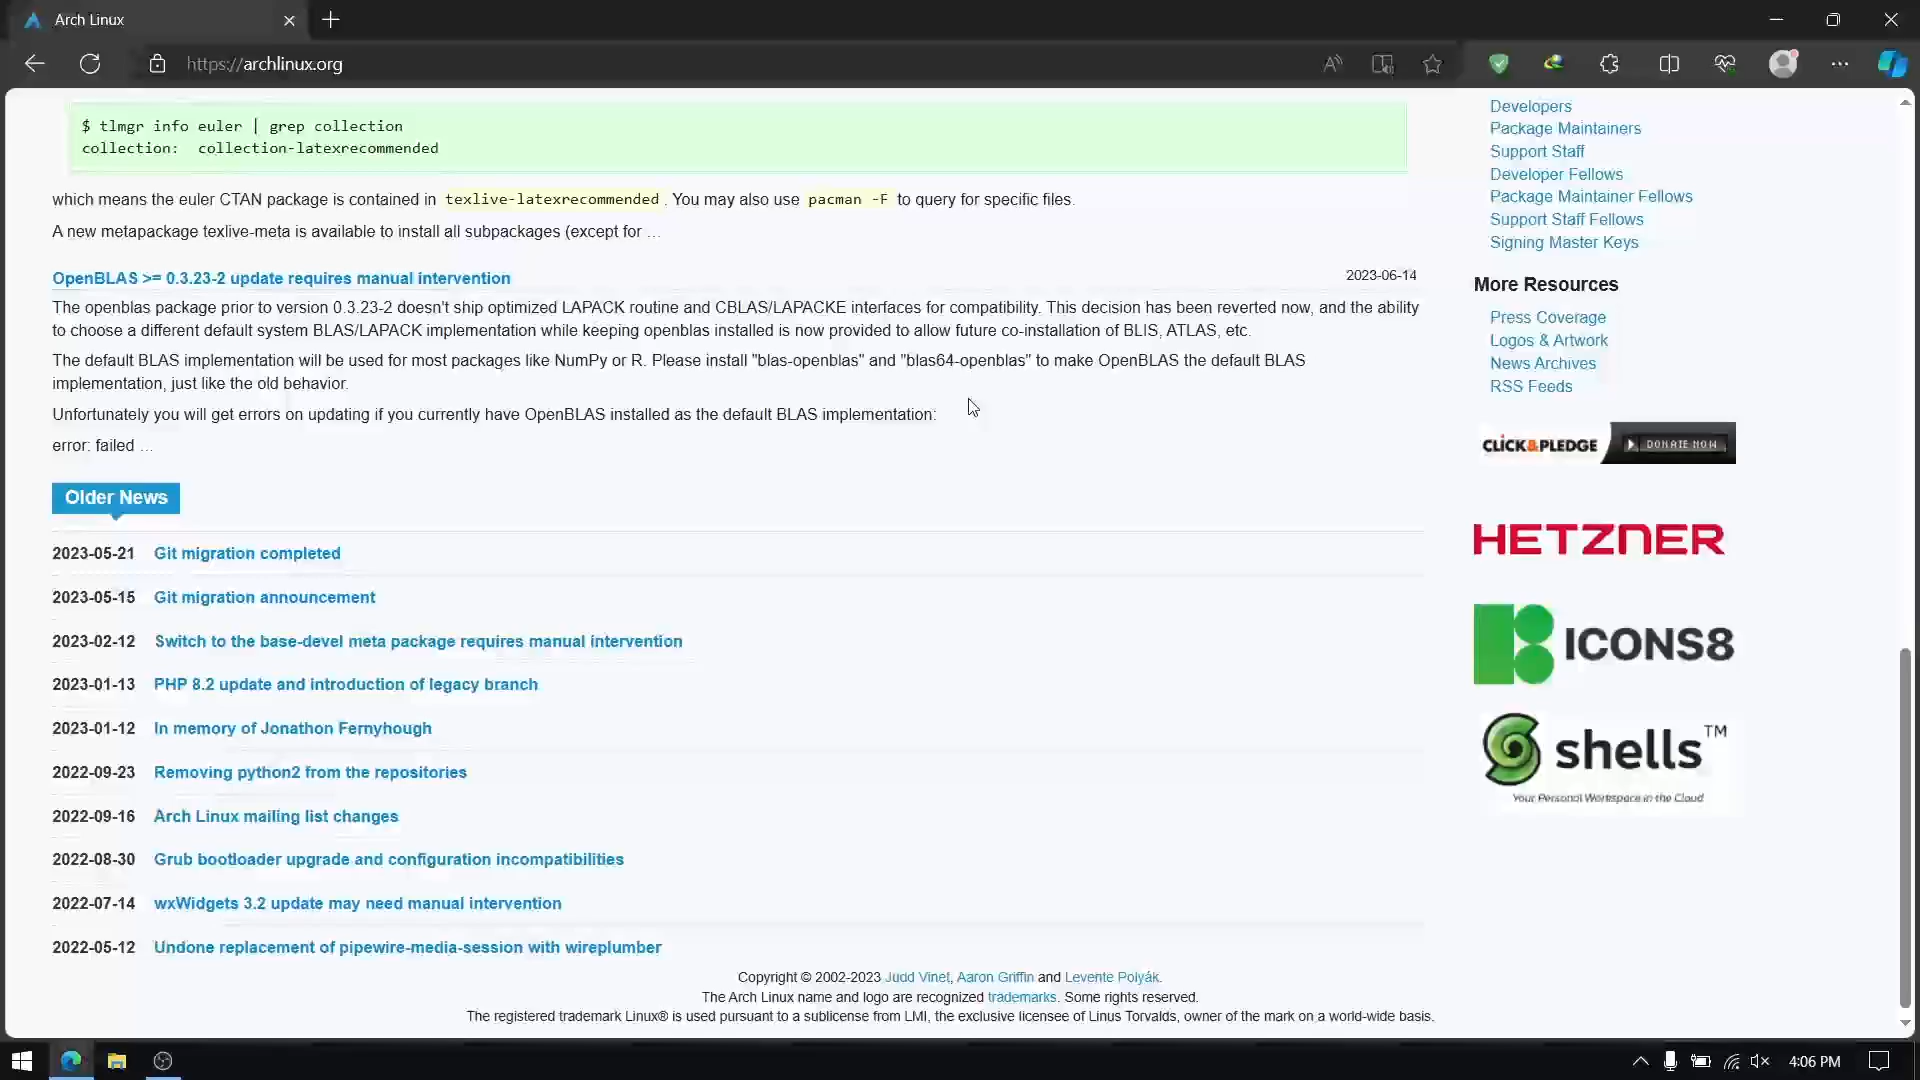 Arch Linux
https://archlinux.org
$ tlmgr info euler | grep collection
collection:  collection-latexrecommended
which means the euler CTAN package is contained in texlive-latexrecommended. You may also use pacman -F to query for specific files.
A new metapackage texlive-meta is available to install all subpackages (except for …
OpenBLAS >= 0.3.23-2 update requires manual intervention 2023-06-14
The openblas package prior to version 0.3.23-2 doesn't ship optimized LAPACK routine and CBLAS/LAPACKE interfaces for compatibility. This decision has been reverted now, and the ability
to choose a different default system BLAS/LAPACK implementation while keeping openblas installed is now provided to allow future co-installation of BLIS, ATLAS, etc.
The default BLAS implementation will be used for most packages like NumPy or R. Please install "blas-openblas" and "blas64-openblas" to make OpenBLAS the default BLAS
implementation, just like the old behavior.
Unfortunately you will get errors on updating if you currently have OpenBLAS installed as the default BLAS implementation:
error: failed …
Older News
2023-05-21 Git migration completed
2023-05-15 Git migration announcement
2023-02-12 Switch to the base-devel meta package requires manual intervention
2023-01-13 PHP 8.2 update and introduction of legacy branch
2023-01-12 In memory of Jonathon Fernyhough
2022-09-23 Removing python2 from the repositories
2022-09-16 Arch Linux mailing list changes
2022-08-30 Grub bootloader upgrade and configuration incompatibilities
2022-07-14 wxWidgets 3.2 update may need manual intervention
2022-05-12 Undone replacement of pipewire-media-session with wireplumber
Developers
Package Maintainers
Support Staff
Developer Fellows
Package Maintainer Fellows
Support Staff Fellows
Signing Master Keys
More Resources
Press Coverage
Logos & Artwork
News Archives
RSS Feeds
CLICK&PLEDGE DONATE NOW
HETZNER
ICONS8
shells™
Your Personal Workspace in the Cloud
Copyright © 2002-2023 Judd Vinet, Aaron Griffin and Levente Polyák.
The Arch Linux name and logo are recognized trademarks. Some rights reserved.
The registered trademark Linux® is used pursuant to a sublicense from LMI, the exclusive licensee of Linus Torvalds, owner of the mark on a world-wide basis.
4:06 PM